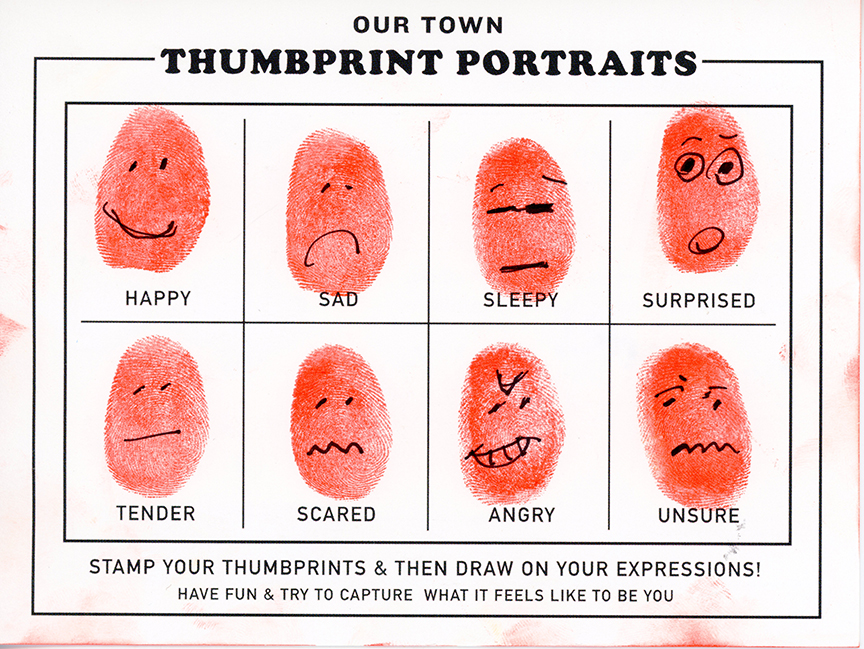 OUR TOWN
THUMBPRINT PORTRAITS
HAPPY SAD SLEEPY SURPRISED
TENDER SCARED ANGRY UNSURE
STAMP YOUR THUMBPRINTS & THEN DRAW ON YOUR EXPRESSIONS!
HAVE FUN & TRY TO CAPTURE WHAT IT FEELS LIKE TO BE YOU